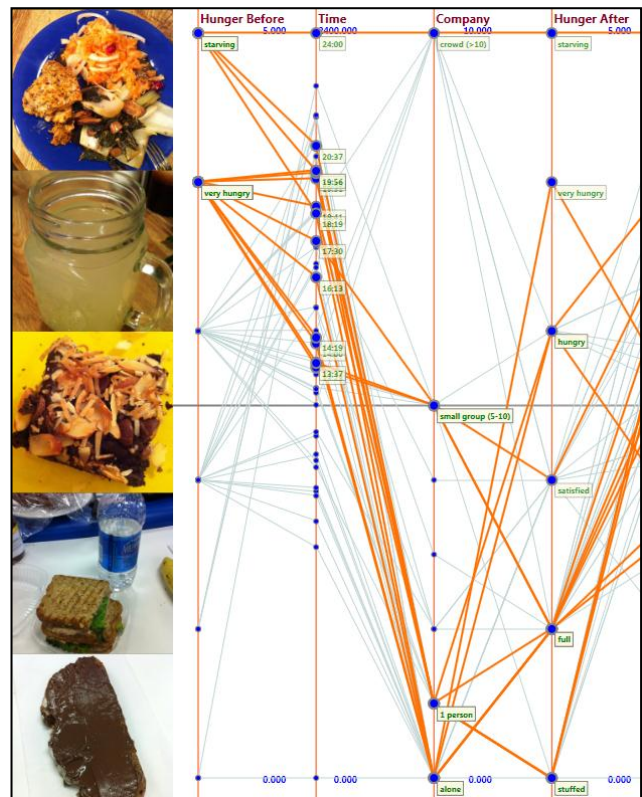 Hunger Before
Time
Company
Hunger After
5.000
2400.000
10.000
5.000
starving
24:00
crowd (>10)
starving
20:37
19:56
very hungry
very hungry
18:19
17:30
16:13
14:19
hungry
13:37
small group (5-10)
satisfied
full
1 person
0.000
0.000
0.000
0.000
alone
stuffed